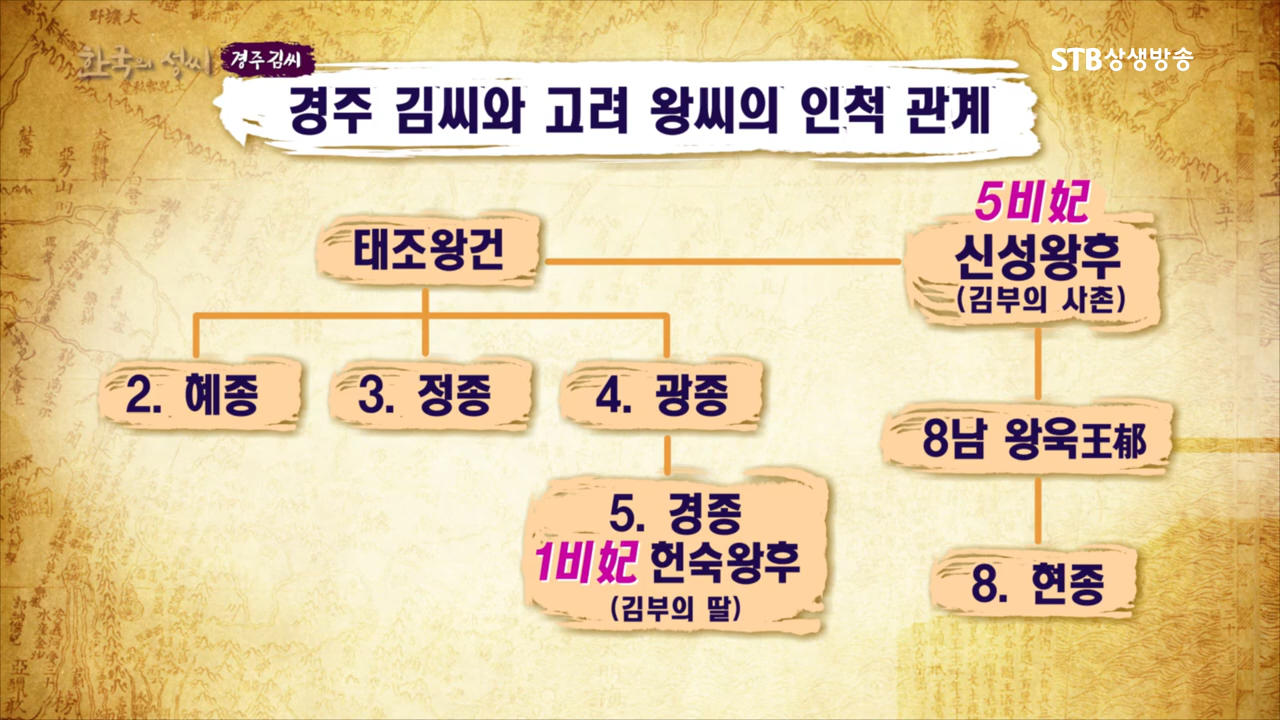 한국의 성씨
경주김씨
STB상생방송
경주 김씨와 고려 왕씨의 인척 관계
5비妃
태조왕건
신성왕후
(김부의 사촌)
2. 혜종
3. 정종
4. 광종
8남 왕욱王郁
5. 경종
1비妃 헌숙왕후
(김부의 딸)
8. 현종